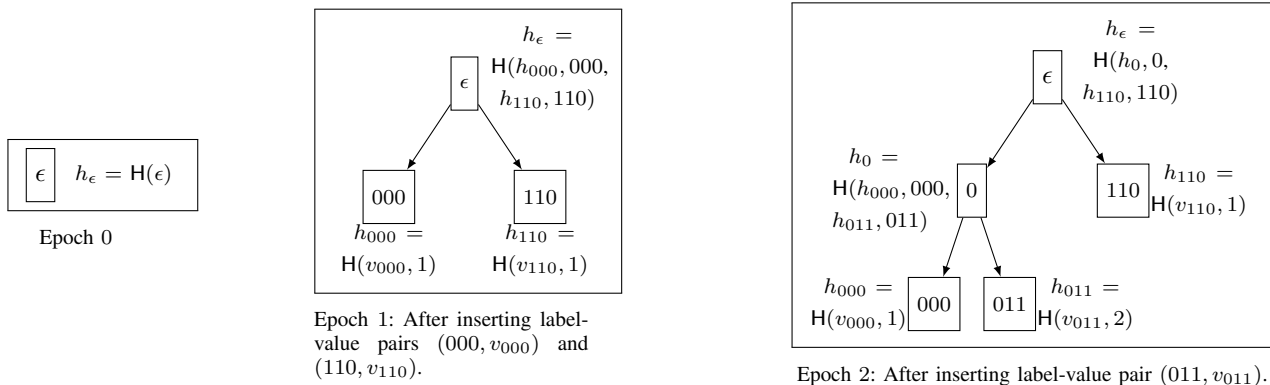 ϵ
h_ϵ = H(ϵ)
Epoch 0
h_ϵ =
H(h_000, 000,
h_110, 110)
ϵ
000
110
h_000 =
H(v_000, 1)
h_110 =
H(v_110, 1)
Epoch 1: After inserting label-
value pairs (000, v_000) and
(110, v_110).
h_ϵ =
H(h_0, 0,
h_110, 110)
ϵ
h_0 =
H(h_000, 000,
h_011, 011)
0
110
h_110 =
H(v_110, 1)
h_000 =
H(v_000, 1)
000
011
h_011 =
H(v_011, 2)
Epoch 2: After inserting label-value pair (011, v_011).